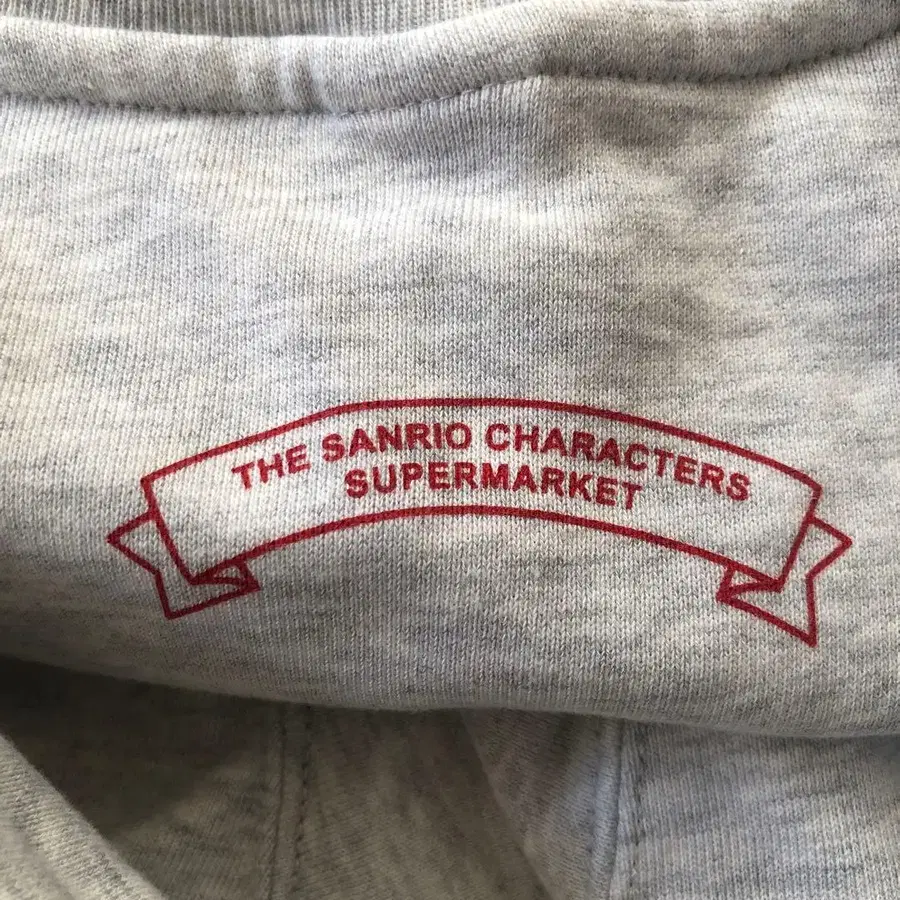 THE SANRIO CHARACTERS
SUPERMARKET